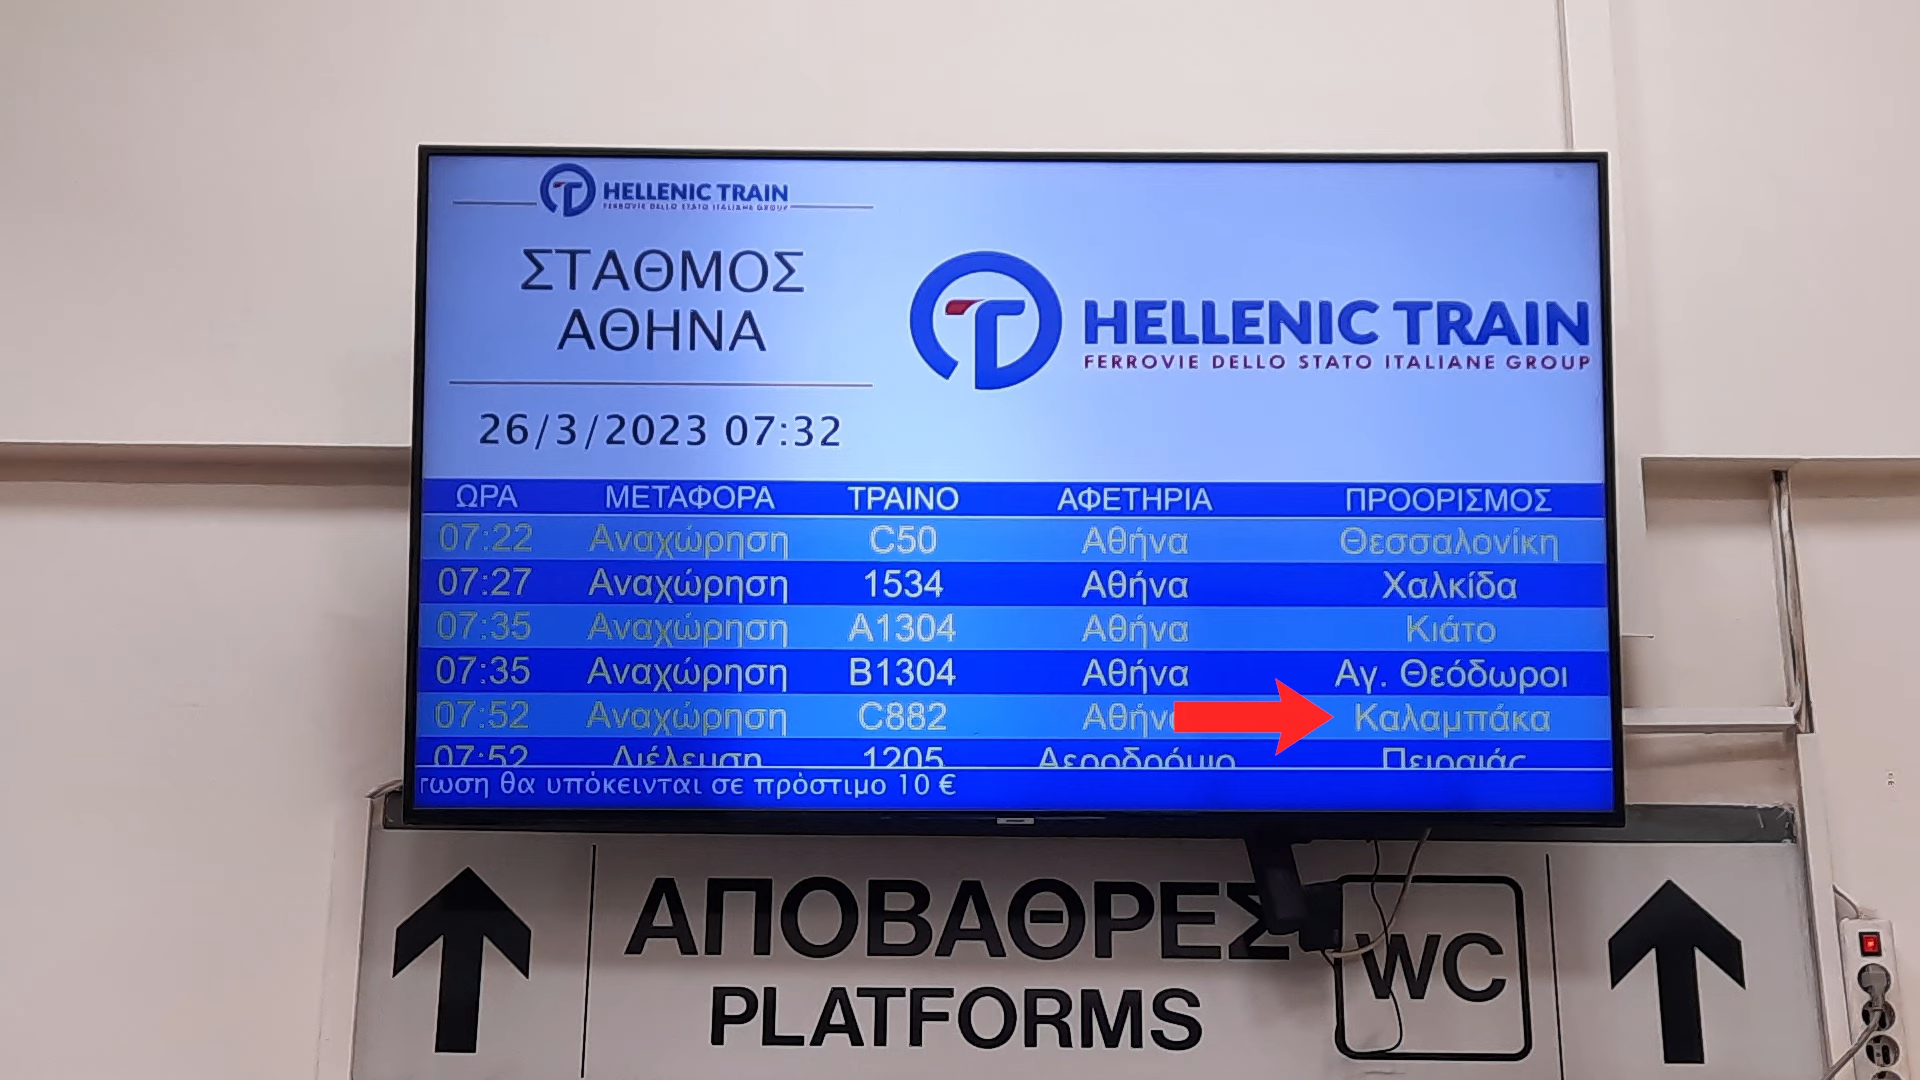 HELLENIC TRAIN
FERROVIE DELLO STATO ITALIANE GROUP
ΣΤΑΘΜΟΣ
ΑΘΗΝΑ
HELLENIC TRAIN
FERROVIE DELLO STATO ITALIANE GROUP
26/3/2023 07:32
ΩΡΑ ΜΕΤΑΦΟΡΑ ΤΡΑΙΝΟ ΑΦΕΤΗΡΙΑ ΠΡΟΟΡΙΣΜΟΣ
07:22 Αναχώρηση C50 Αθήνα Θεσσαλονίκη
07:27 Αναχώρηση 1534 Αθήνα Χαλκίδα
07:35 Αναχώρηση A1304 Αθήνα Κιάτο
07:35 Αναχώρηση B1304 Αθήνα Αγ. Θεόδωροι
07:52 Αναχώρηση C882 Αθήνα Καλαμπάκα
07:52 Διέλευση 1205 Αεροδρόμιο Πειραιάς
τωση θα υπόκεινται σε πρόστιμο 10 €
ΑΠΟΒΑΘΡΕΣ
PLATFORMS
WC